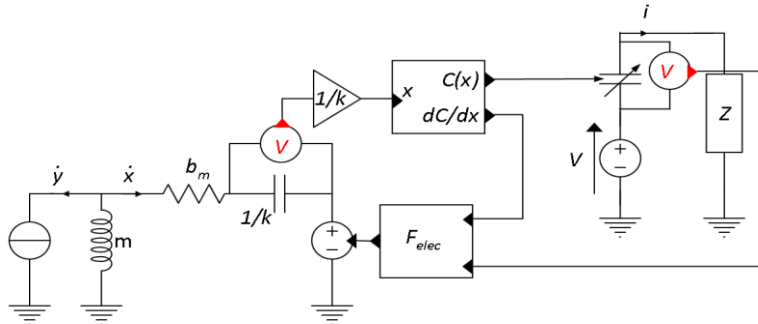 i
C(x)
V
1/k
x
dC/dx
Z
V
V
ẏ
ẋ
b_m
1/k
m
F_elec